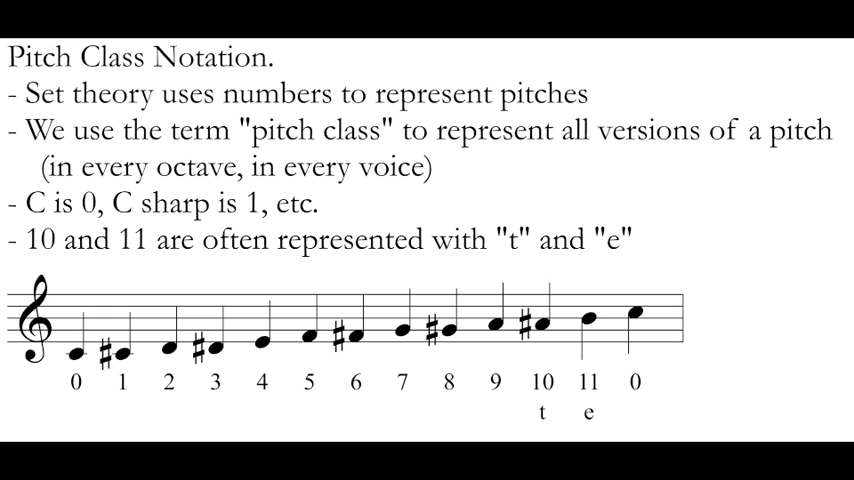 Pitch Class Notation.
- Set theory uses numbers to represent pitches
- We use the term "pitch class" to represent all versions of a pitch
(in every octave, in every voice)
- C is 0, C sharp is 1, etc.
- 10 and 11 are often represented with "t" and "e"
0 1 2 3 4 5 6 7 8 9 10 11 0
t e